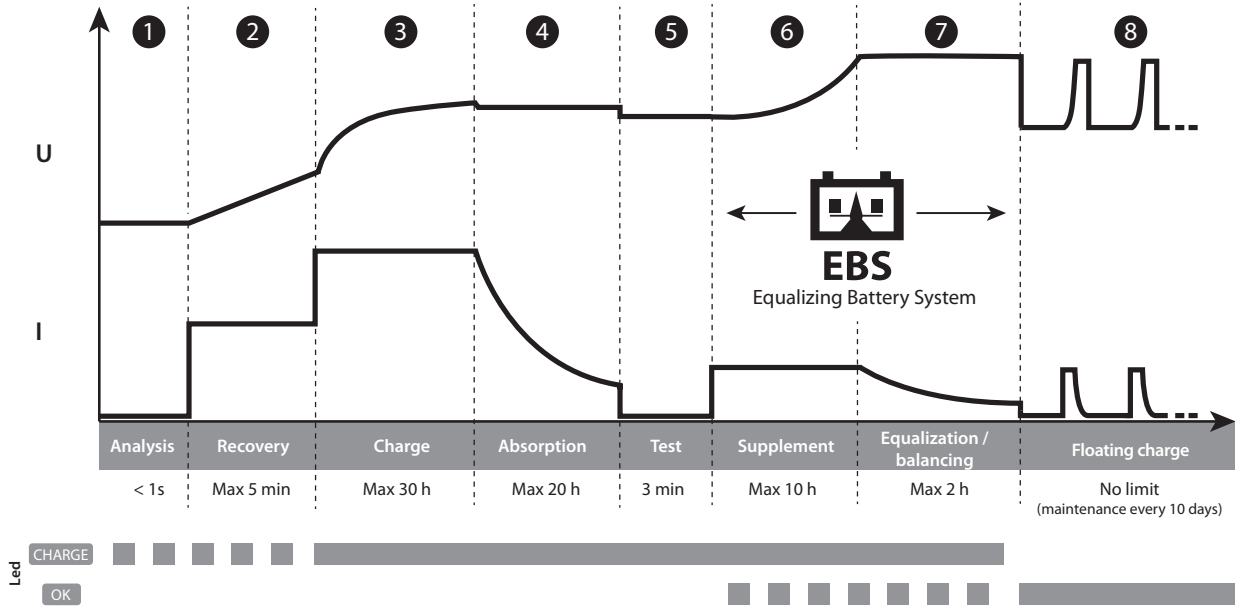 1 2 3 4 5 6 7 8
U
EBS
Equalizing Battery System
I
Analysis Recovery Charge Absorption Test Supplement Equalization / balancing Floating charge
< 1s Max 5 min Max 30 h Max 20 h 3 min Max 10 h Max 2 h No limit
(maintenance every 10 days)
Led
CHARGE
OK